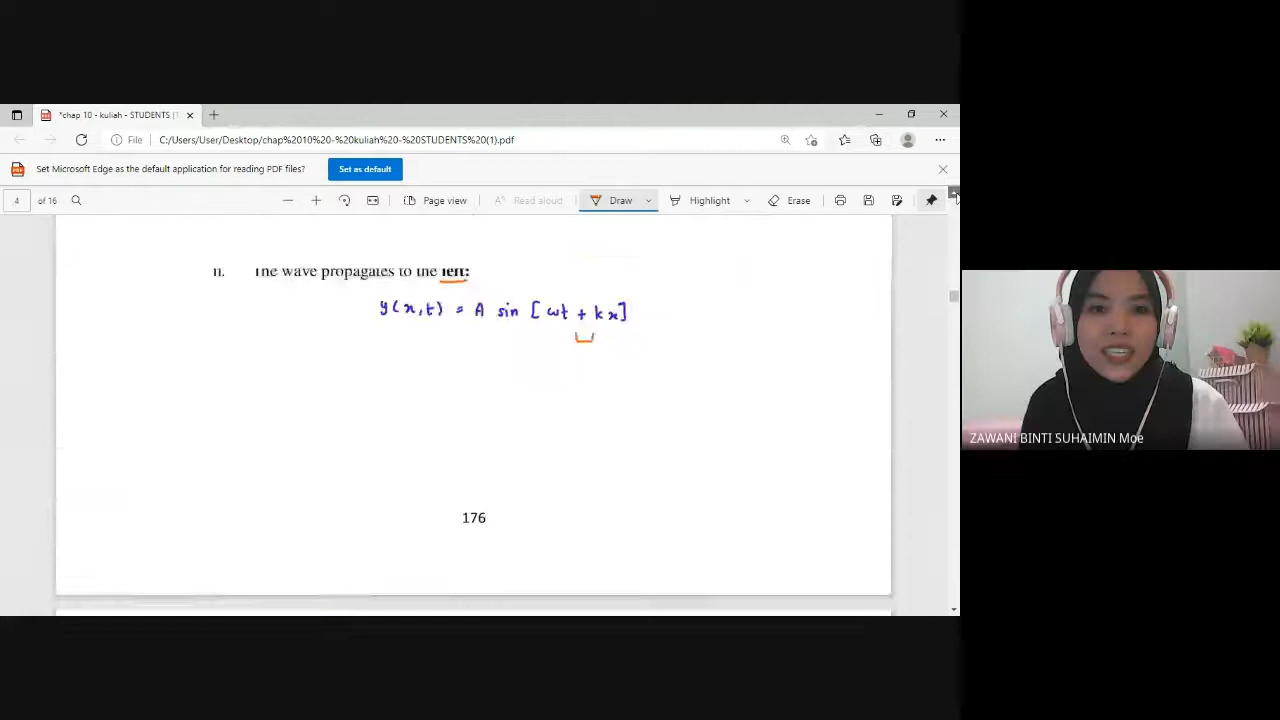 *chap 10 - kuliah - STUDENTS (1
File
C:/Users/User/Desktop/chap%2010%20-%20kuliah%20-%20STUDENTS%20(1).pdf
Set Microsoft Edge as the default application for reading PDF files?
Set as default
4 of 16
Page view
Read aloud
Draw
Highlight
Erase
ii. The wave propagates to the left:
y(x,t) = A sin [ωt + kx]
176
ZAWANI BINTI SUHAIMIN Moe